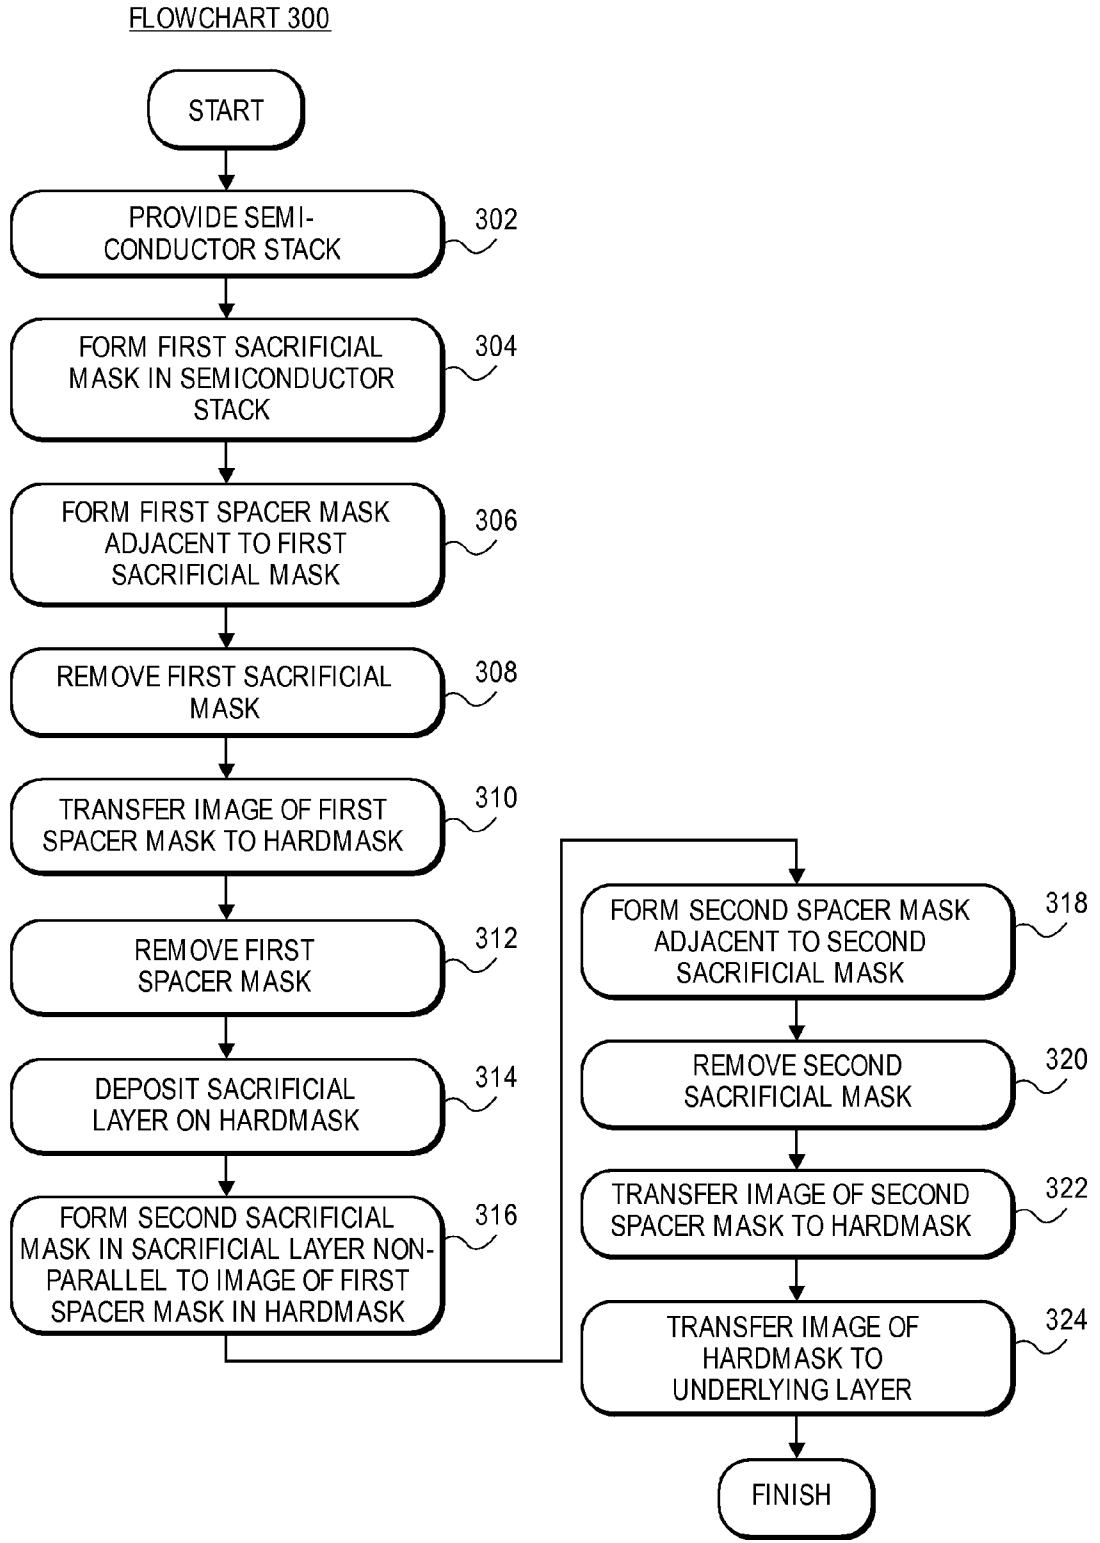 FLOWCHART 300
START
PROVIDE SEMI-
CONDUCTOR STACK
302
FORM FIRST SACRIFICIAL
MASK IN SEMICONDUCTOR
STACK
304
FORM FIRST SPACER MASK
ADJACENT TO FIRST
SACRIFICIAL MASK
306
REMOVE FIRST SACRIFICIAL
MASK
308
TRANSFER IMAGE OF FIRST
SPACER MASK TO HARDMASK
310
REMOVE FIRST
SPACER MASK
312
DEPOSIT SACRIFICIAL
LAYER ON HARDMASK
314
FORM SECOND SACRIFICIAL
MASK IN SACRIFICIAL LAYER NON-
PARALLEL TO IMAGE OF FIRST
SPACER MASK IN HARDMASK
316
FORM SECOND SPACER MASK
ADJACENT TO SECOND
SACRIFICIAL MASK
318
REMOVE SECOND
SACRIFICIAL MASK
320
TRANSFER IMAGE OF SECOND
SPACER MASK TO HARDMASK
322
TRANSFER IMAGE OF
HARDMASK TO
UNDERLYING LAYER
324
FINISH